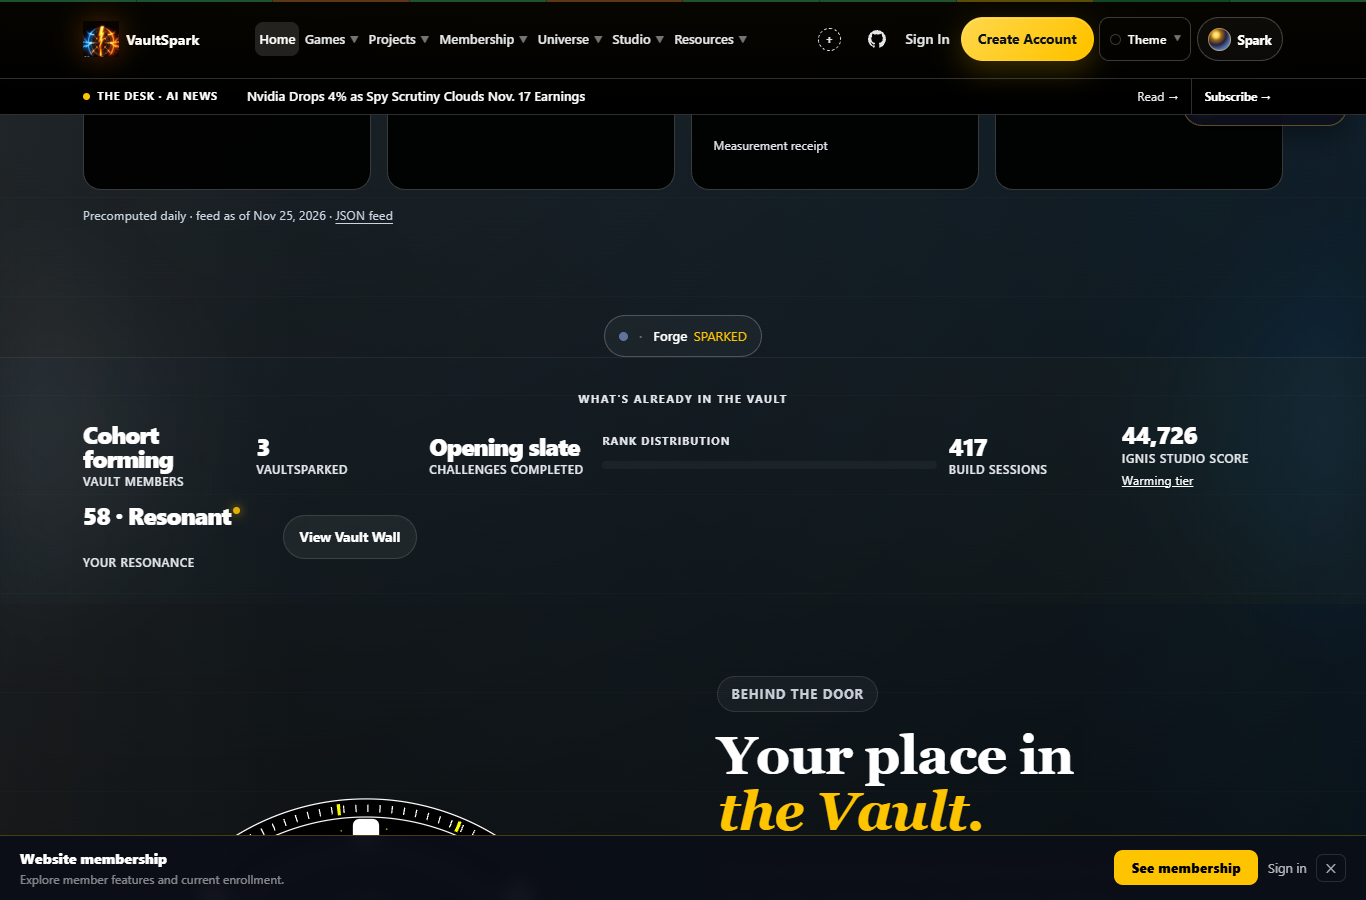 VaultSpark
Home Games Projects Membership Universe Studio Resources
Sign In
Create Account
Theme
Spark
THE DESK · AI NEWS
Nvidia Drops 4% as Spy Scrutiny Clouds Nov. 17 Earnings
Read →
Subscribe →
Measurement receipt
Precomputed daily · feed as of Nov 25, 2026 · JSON feed
· Forge SPARKED
WHAT'S ALREADY IN THE VAULT
Cohort
forming
VAULT MEMBERS
3
VAULTSPARKED
Opening slate
CHALLENGES COMPLETED
RANK DISTRIBUTION
417
BUILD SESSIONS
44,726
IGNIS STUDIO SCORE
Warming tier
58 · Resonant
YOUR RESONANCE
View Vault Wall
BEHIND THE DOOR
Your place in
the Vault.
Website membership
Explore member features and current enrollment.
See membership
Sign in